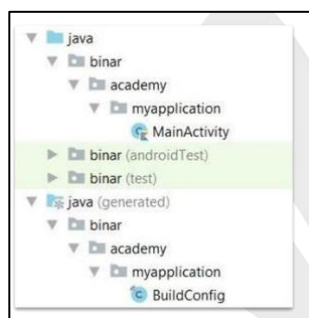 java
binar
academy
myapplication
MainActivity
binar (androidTest)
binar (test)
java (generated)
binar
academy
myapplication
BuildConfig